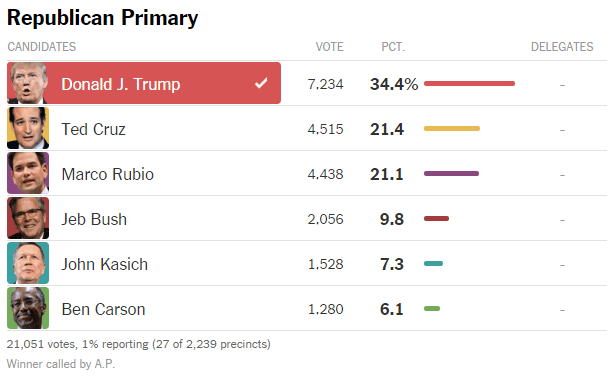 Republican Primary
CANDIDATES VOTE PCT. DELEGATES
Donald J. Trump ✓ 7,234 34.4% -
Ted Cruz 4,515 21.4 -
Marco Rubio 4,438 21.1 -
Jeb Bush 2,056 9.8 -
John Kasich 1,528 7.3 -
Ben Carson 1,280 6.1 -
21,051 votes, 1% reporting (27 of 2,239 precincts)
Winner called by A.P.